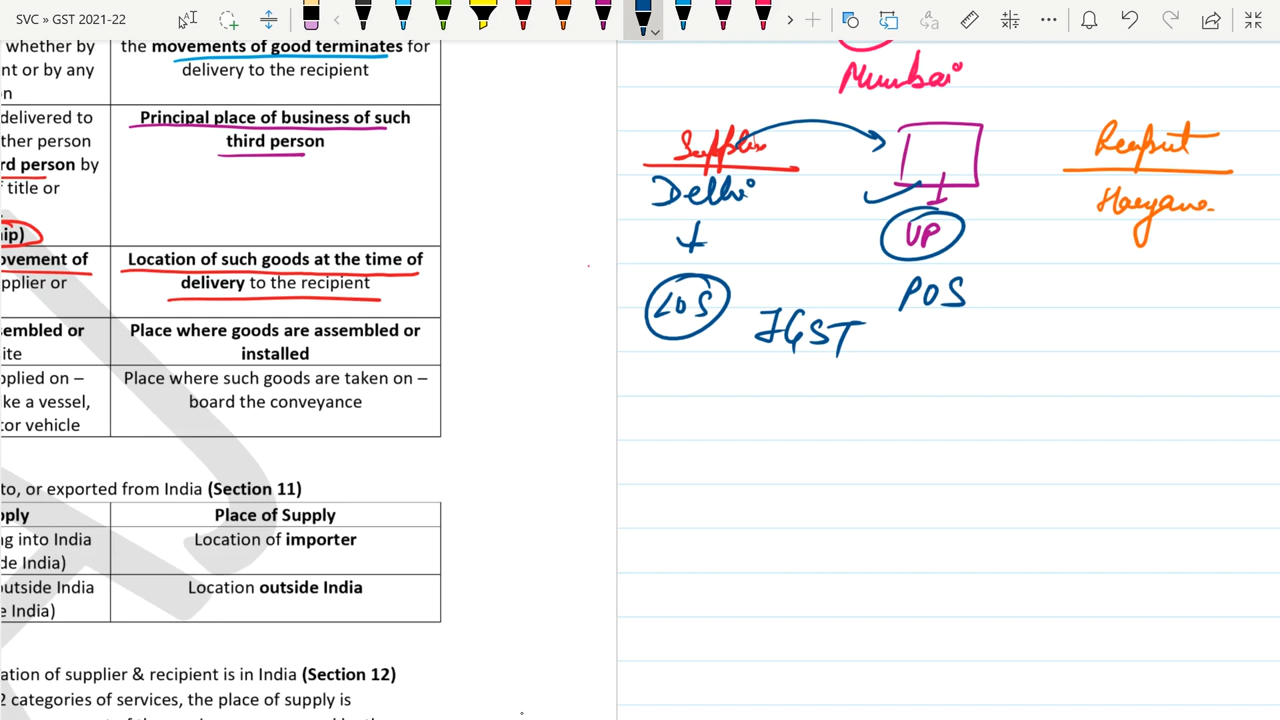 SVC » GST 2021-22
whether by
nt or by any
n
the movements of good terminates for
delivery to the recipient
delivered to
ther person
rd person by
f title or
ip)
Principal place of business of such
third person
ovement of
pplier or
Location of such goods at the time of
delivery to the recipient
embled or
ite
Place where goods are assembled or
installed
pplied on –
ke a vessel,
tor vehicle
Place where such goods are taken on –
board the conveyance
to, or exported from India (Section 11)
pply
Place of Supply
ng into India
de India)
Location of importer
outside India
e India)
Location outside India
ation of supplier & recipient is in India (Section 12)
2 categories of services, the place of supply is
Mumbai
Delhi
+
LOS
IGST
UP
POS
Haryana